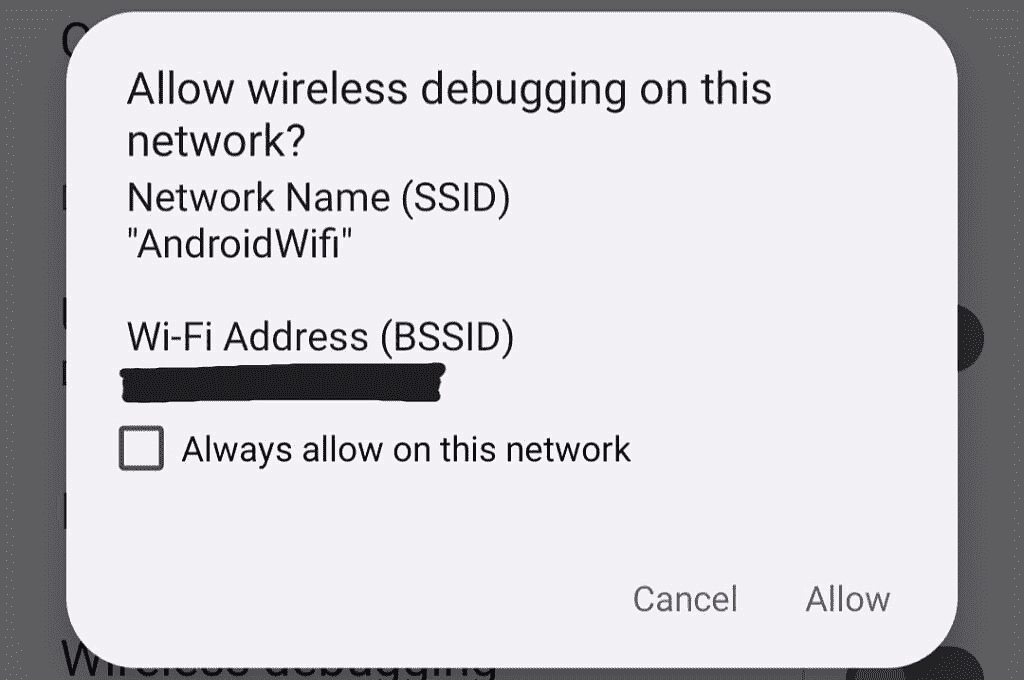 Allow wireless debugging on this
network?
Network Name (SSID)
"AndroidWifi"
Wi-Fi Address (BSSID)
Always allow on this network
Cancel Allow
Wireless debugging